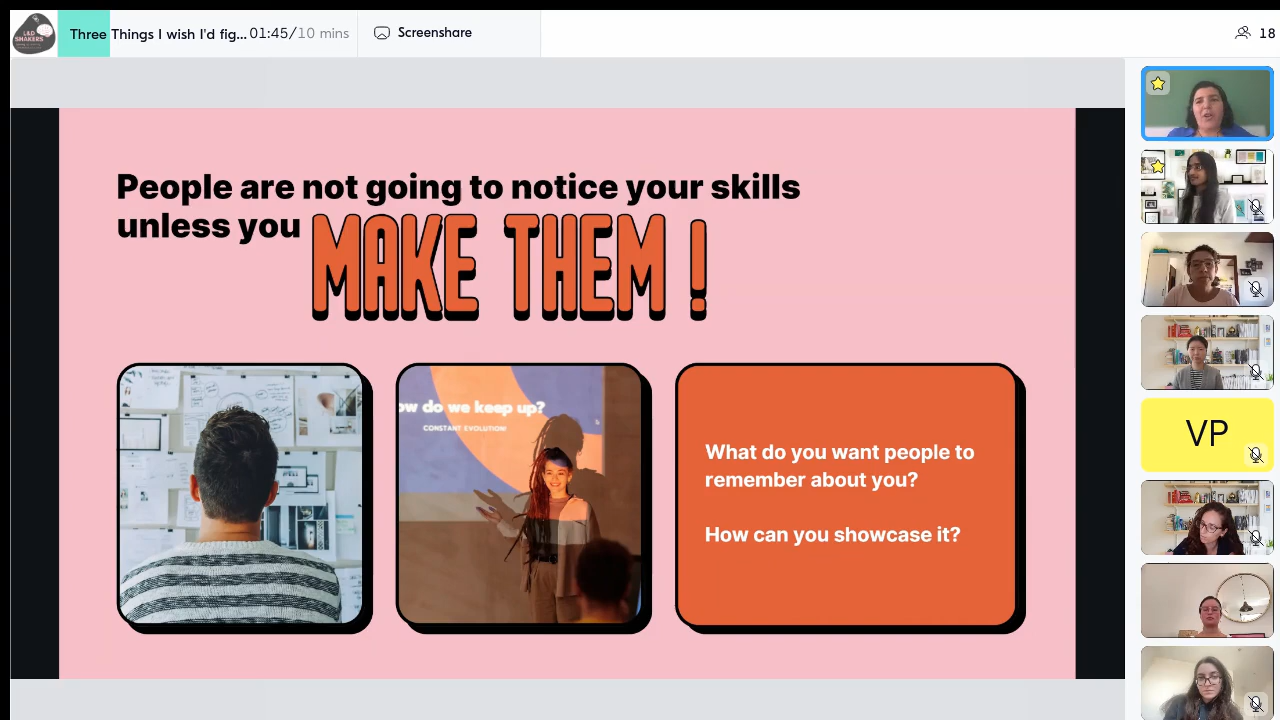 L&D
SHAKERS
Three Things I wish I'd fig... 01:45/10 mins
Screenshare
18
People are not going to notice your skills
unless you MAKE THEM !
ow do we keep up?
CONSTANT EVOLUTION!
What do you want people to
remember about you?
How can you showcase it?
VP